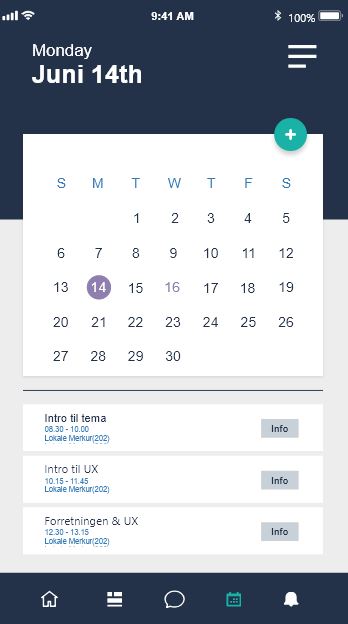 9:41 AM
100%
Monday
Juni 14th
+
S M T W T F S
1 2 3 4 5
6 7 8 9 10 11 12
13 14 15 16 17 18 19
20 21 22 23 24 25 26
27 28 29 30
Intro til tema
08.30 - 10.00
Lokale Merkur(202)
Info
Intro til UX
10.15 - 11.45
Lokale Merkur(202)
Info
Forretningen & UX
12.30 - 13.15
Lokale Merkur(202)
Info